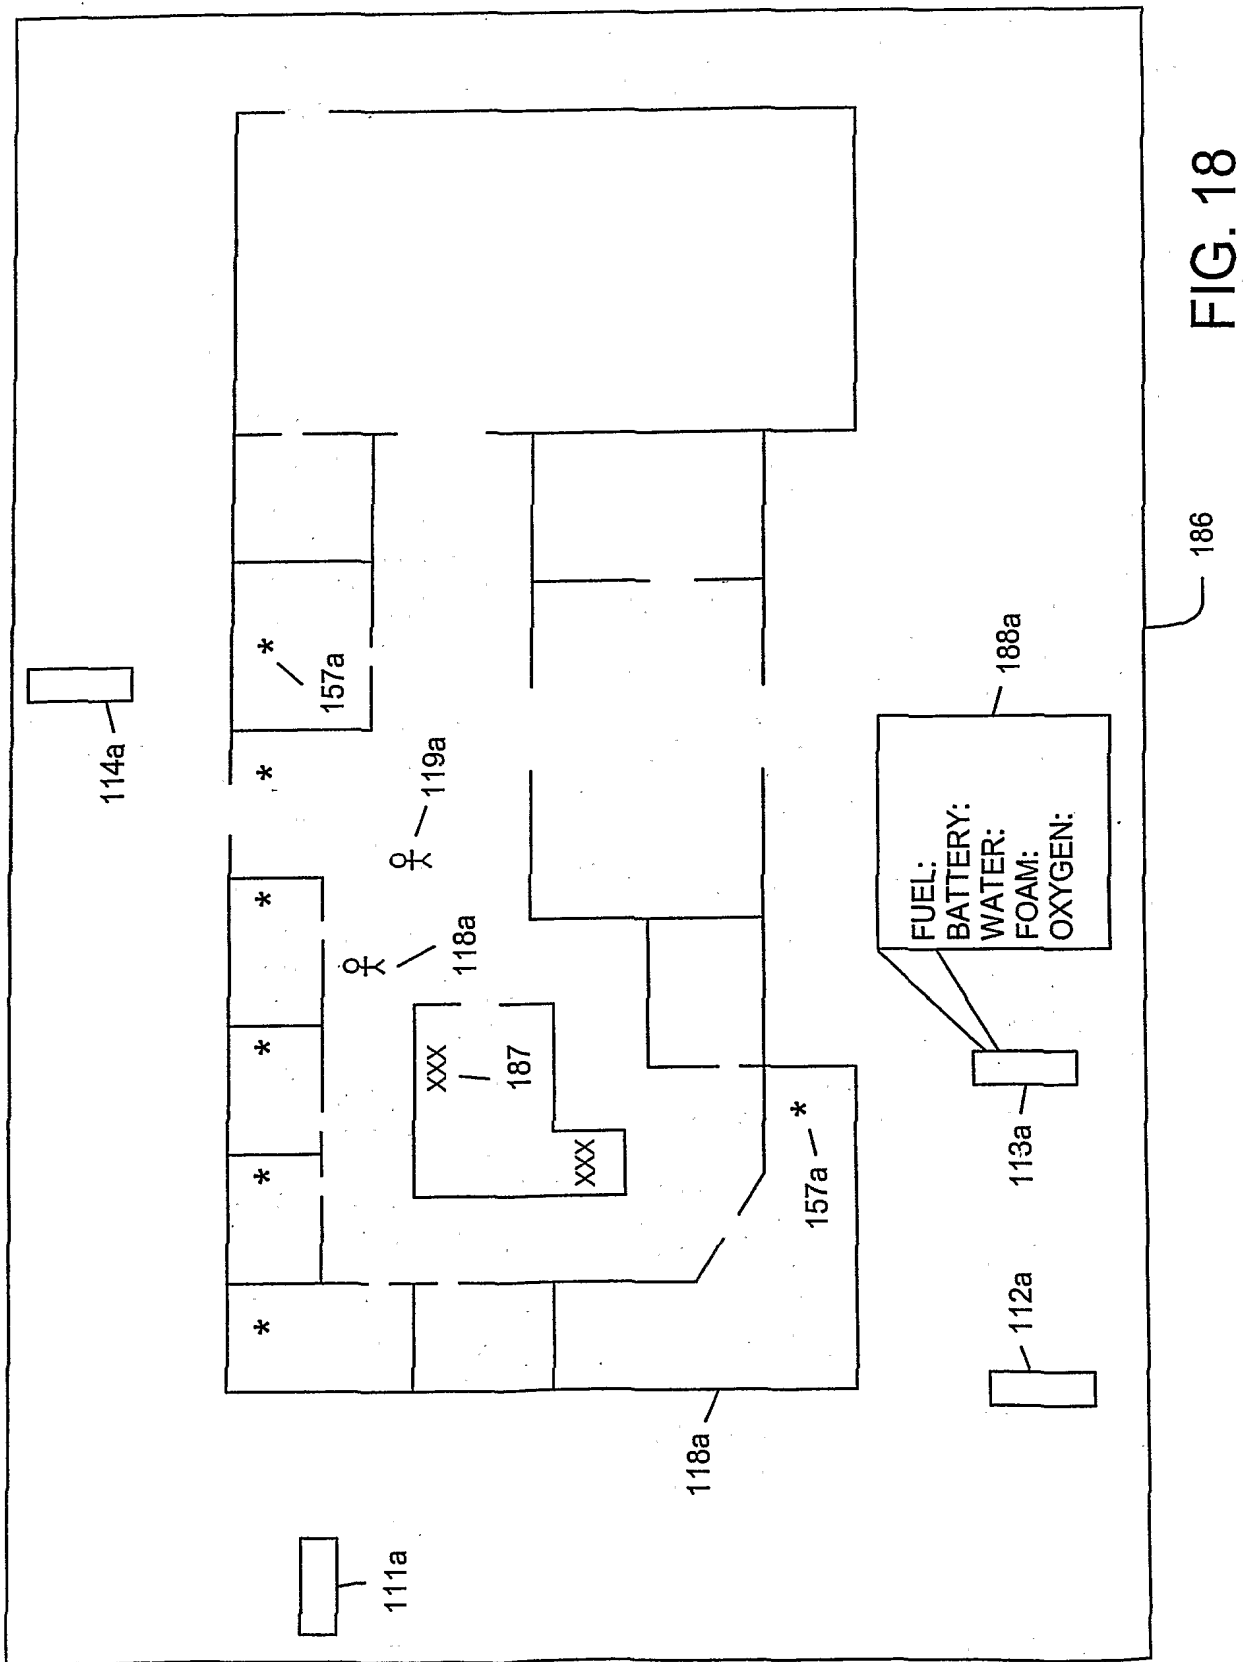 114a
* * * * * *
157a
111a
XXX
119a
118a
187
XXX
118a
*
157a
FUEL:
BATTERY:
WATER:
FOAM:
OXYGEN:
188a
112a
113a
186
FIG. 18